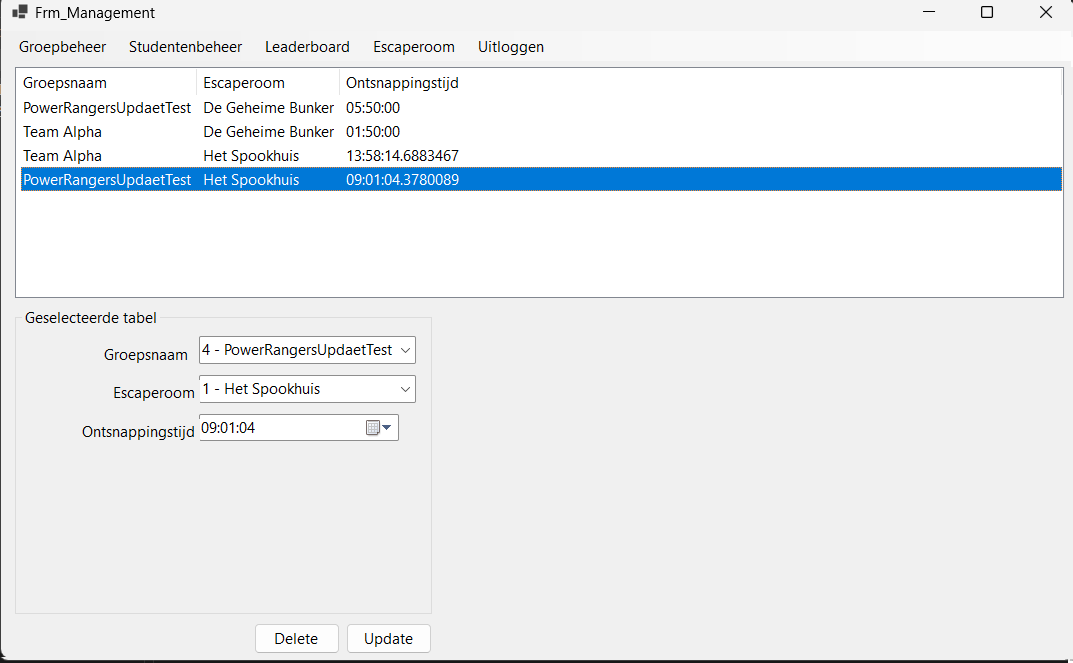 Frm_Management
Groepbeheer Studentenbeheer Leaderboard Escaperoom Uitloggen
Groepsnaam Escaperoom Ontsnappingstijd
PowerRangersUpdaetTest De Geheime Bunker 05:50:00
Team Alpha De Geheime Bunker 01:50:00
Team Alpha Het Spookhuis 13:58:14.6883467
PowerRangersUpdaetTest Het Spookhuis 09:01:04.3780089
Geselecteerde tabel
Groepsnaam 4 - PowerRangersUpdaetTest
Escaperoom 1 - Het Spookhuis
Ontsnappingstijd 09:01:04
Delete Update